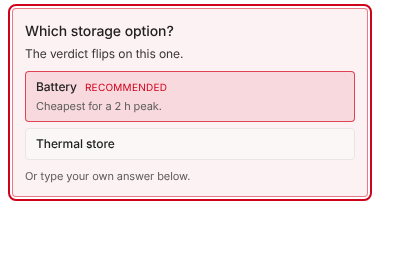 Which storage option?
The verdict flips on this one.
Battery RECOMMENDED
Cheapest for a 2 h peak.
Thermal store
Or type your own answer below.